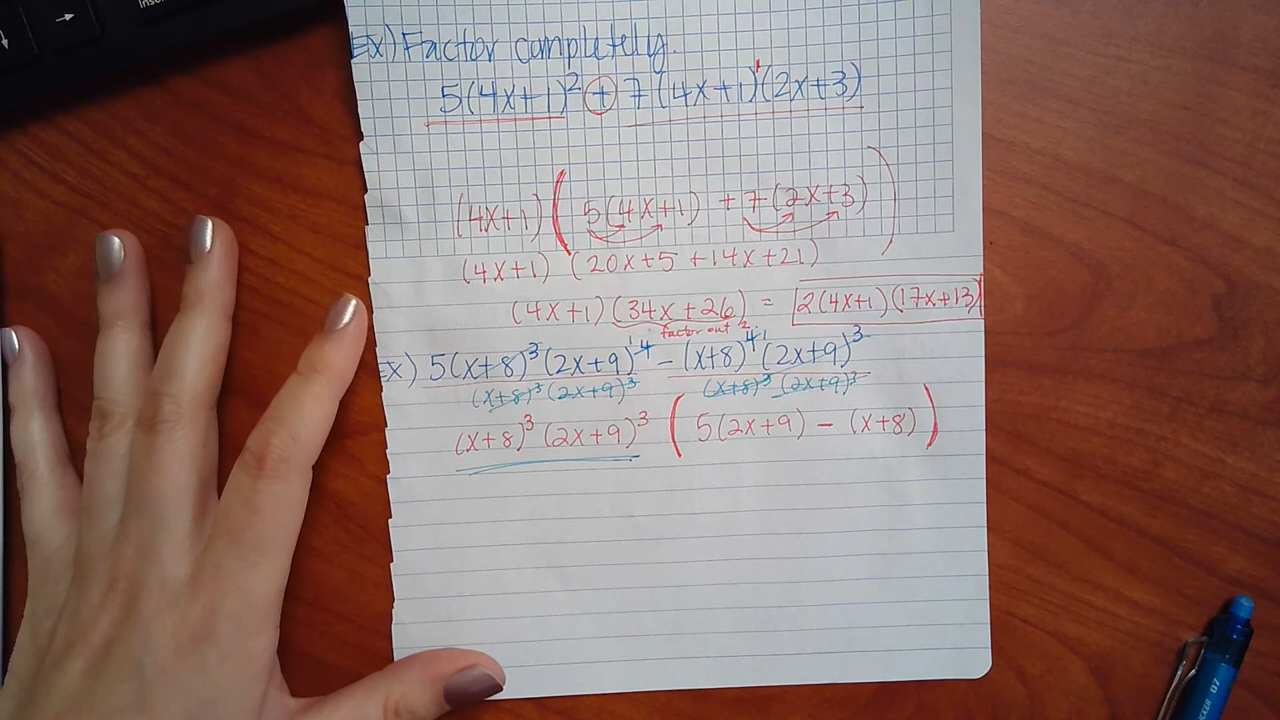 Inse
→
Ex) Factor completely.
5(4x+1)² + 7(4x+1)¹(2x+3)
(4x+1) ( 5(4x+1) + 7(2x+3) )
(4x+1) (20x+5 +14x+21)
(4x+1) (34x + 26) = 2(4x+1)(17x+13)
factor out 2.
Ex) 5(x+8)³(2x+9)⁴ - (x+8)⁴(2x+9)³
(x+8)³(2x+9)³ (x+8)³(2x+9)³
(x+8)³(2x+9)³ ( 5(2x+9) - (x+8) )
07